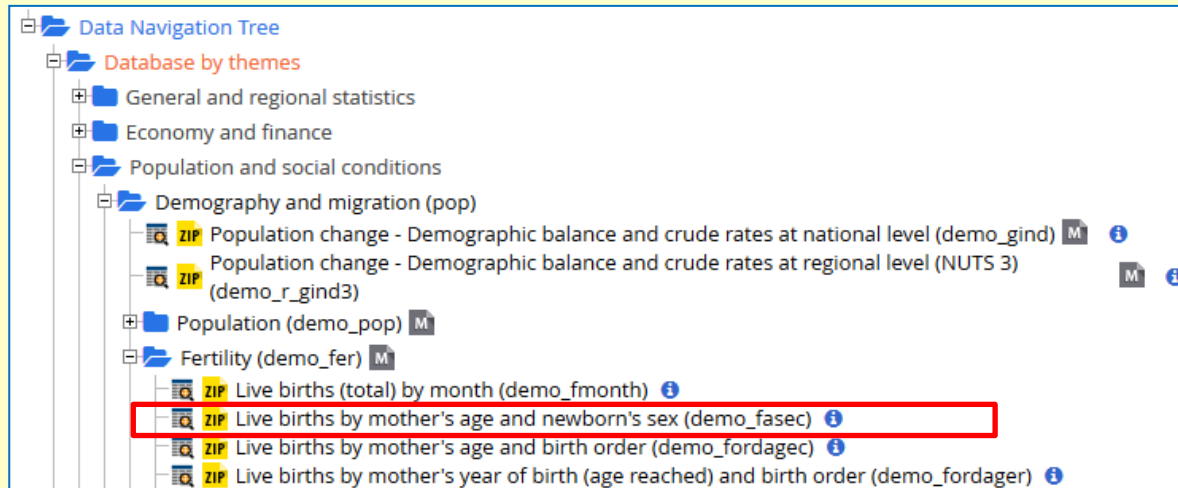 Data Navigation Tree
Database by themes
General and regional statistics
Economy and finance
Population and social conditions
Demography and migration (pop)
ZIP Population change - Demographic balance and crude rates at national level (demo_gind) M i
Population change - Demographic balance and crude rates at regional level (NUTS 3)
ZIP (demo_r_gind3) M i
Population (demo_pop) M
Fertility (demo_fer) M
ZIP Live births (total) by month (demo_fmonth) i
ZIP Live births by mother's age and newborn's sex (demo_fasec) i
ZIP Live births by mother's age and birth order (demo_fordagec) i
ZIP Live births by mother's year of birth (age reached) and birth order (demo_fordager) i